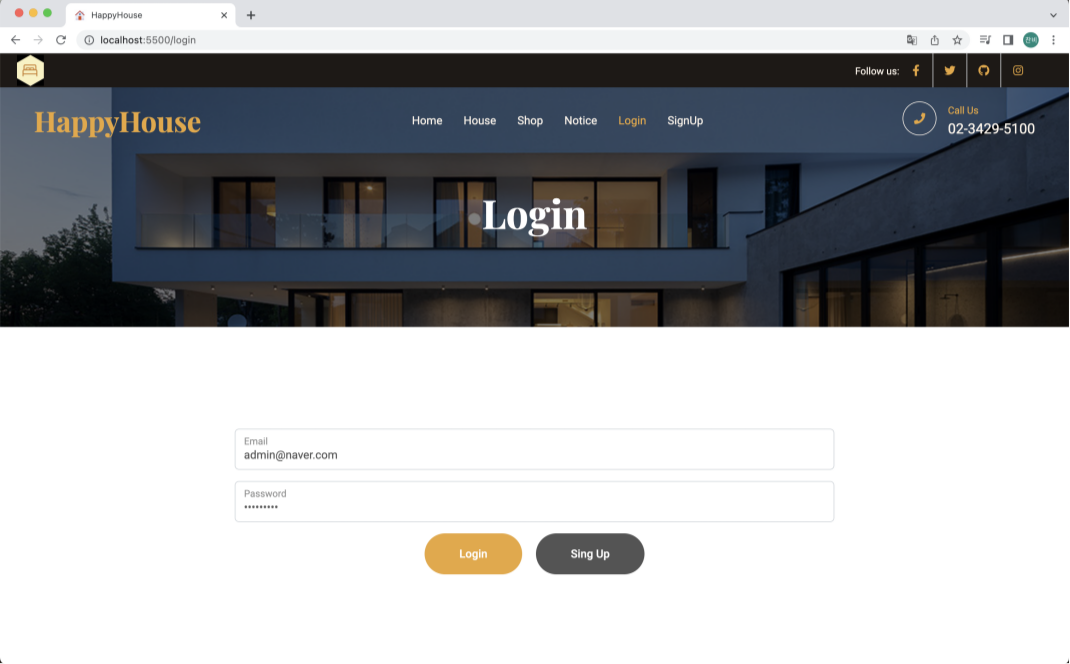 HappyHouse
localhost:5500/login
Follow us:
HappyHouse
Home House Shop Notice Login SignUp
Call Us
02-3429-5100
Login
Email
admin@naver.com
Password
•••••••••
Login Sing Up